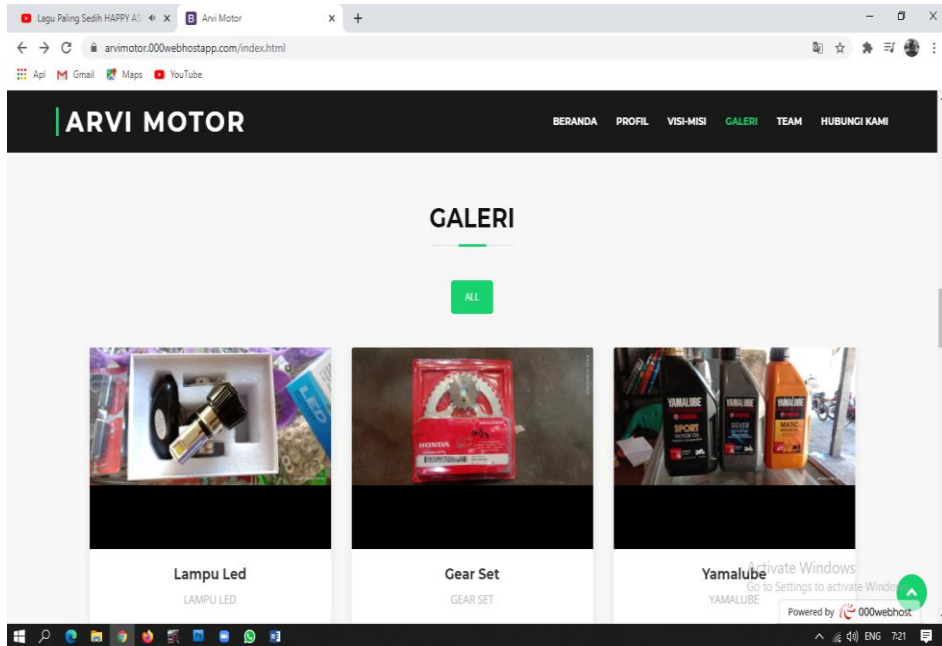 Lagu Paling Sedih HAPPY AS
Arvi Motor
arvimotor.000webhostapp.com/index.html
Apl
Gmail
Maps
YouTube
ARVI MOTOR
BERANDA PROFIL VISI-MISI GALERI TEAM HUBUNGI KAMI
GALERI
ALL
LED
HONDA
YAMALUBE YAMALUBE YAMALUBE
SPORT
MOTOR OIL
SILVER
MATIC
Lampu Led
LAMPU LED
Gear Set
GEAR SET
Yamalube
YAMALUBE
Activate Windows
Go to Settings to activate Windo
Powered by 000webhost
ENG 7:21